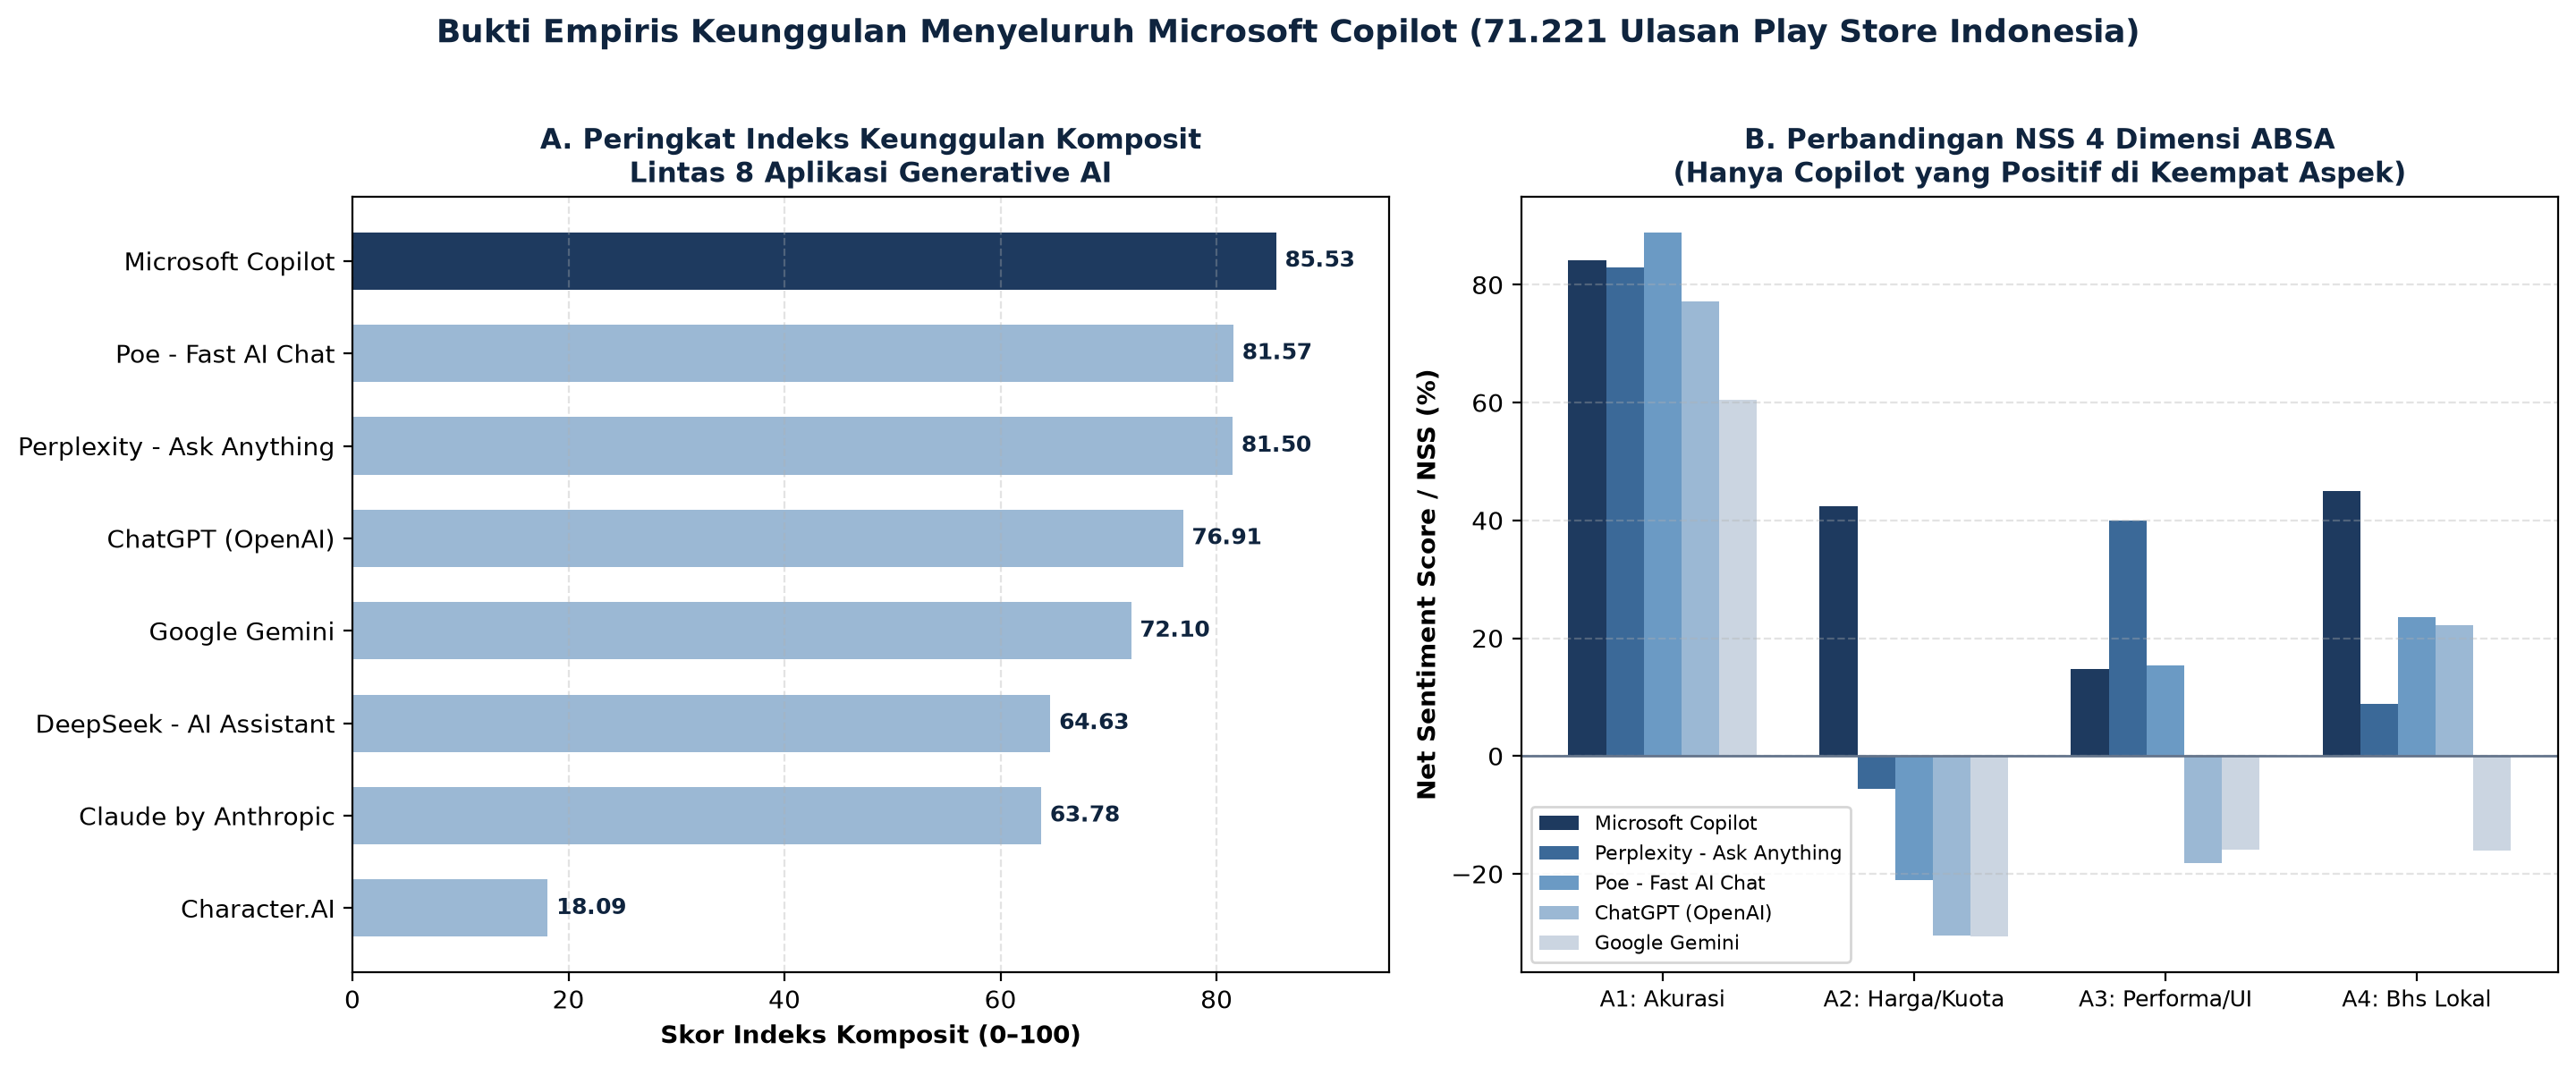 Bukti Empiris Keunggulan Menyeluruh Microsoft Copilot (71.221 Ulasan Play Store Indonesia)
A. Peringkat Indeks Keunggulan Komposit
Lintas 8 Aplikasi Generative AI
Microsoft Copilot
85.53
Poe - Fast AI Chat
81.57
Perplexity - Ask Anything
81.50
ChatGPT (OpenAI)
76.91
Google Gemini
72.10
DeepSeek - AI Assistant
64.63
Claude by Anthropic
63.78
Character.AI
18.09
0
20
40
60
80
Skor Indeks Komposit (0–100)
B. Perbandingan NSS 4 Dimensi ABSA
(Hanya Copilot yang Positif di Keempat Aspek)
Net Sentiment Score / NSS (%)
80
60
40
20
0
−20
Microsoft Copilot
Perplexity - Ask Anything
Poe - Fast AI Chat
ChatGPT (OpenAI)
Google Gemini
A1: Akurasi
A2: Harga/Kuota
A3: Performa/UI
A4: Bhs Lokal